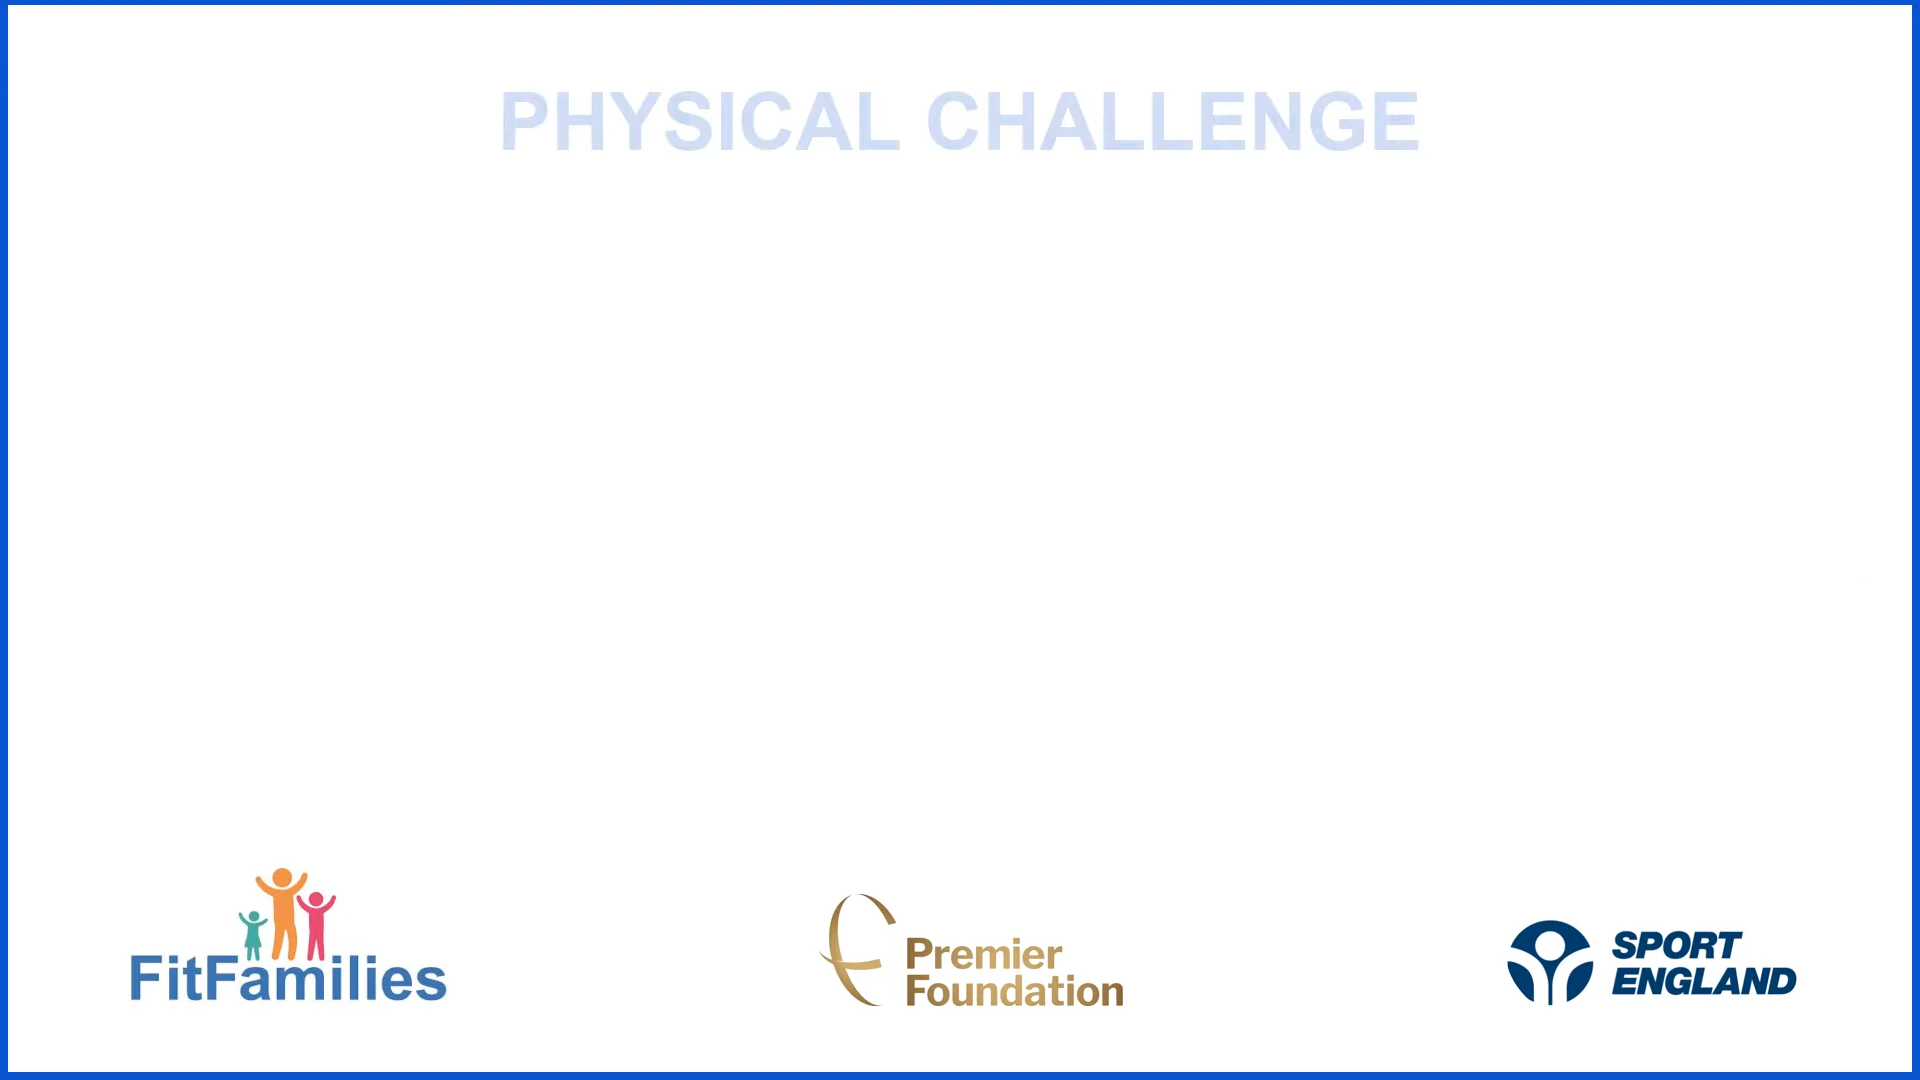 PHYSICAL CHALLENGE
FitFamilies
Premier
Foundation
SPORT
ENGLAND